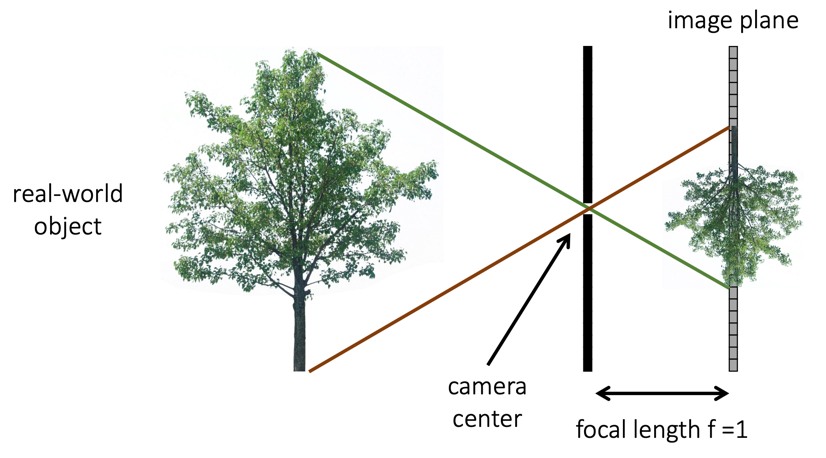 image plane
real-world
object
camera
center
focal length f =1